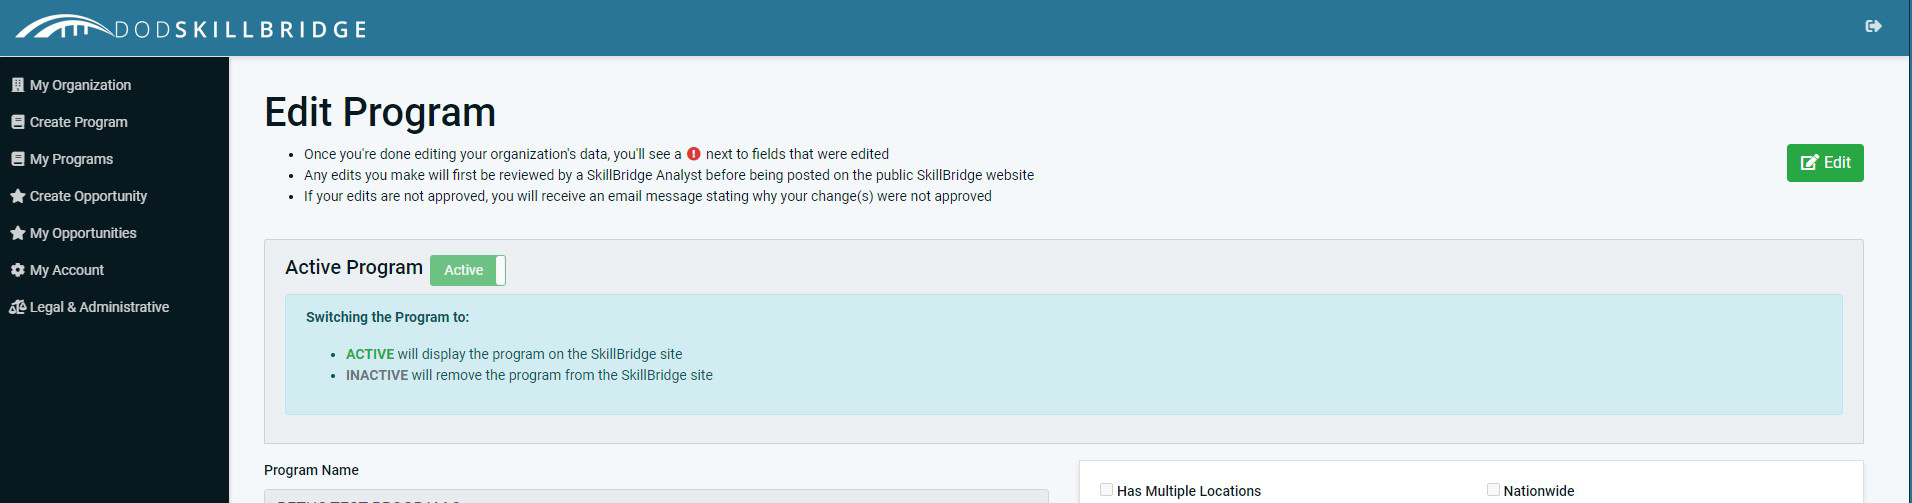 DODSKILLBRIDGE
My Organization
Create Program
My Programs
Create Opportunity
My Opportunities
My Account
Legal & Administrative
Edit Program
Once you're done editing your organization's data, you'll see a ! next to fields that were edited
Any edits you make will first be reviewed by a SkillBridge Analyst before being posted on the public SkillBridge website
If your edits are not approved, you will receive an email message stating why your change(s) were not approved
Edit
Active Program Active
Switching the Program to:
ACTIVE will display the program on the SkillBridge site
INACTIVE will remove the program from the SkillBridge site
Program Name
Has Multiple Locations
Nationwide